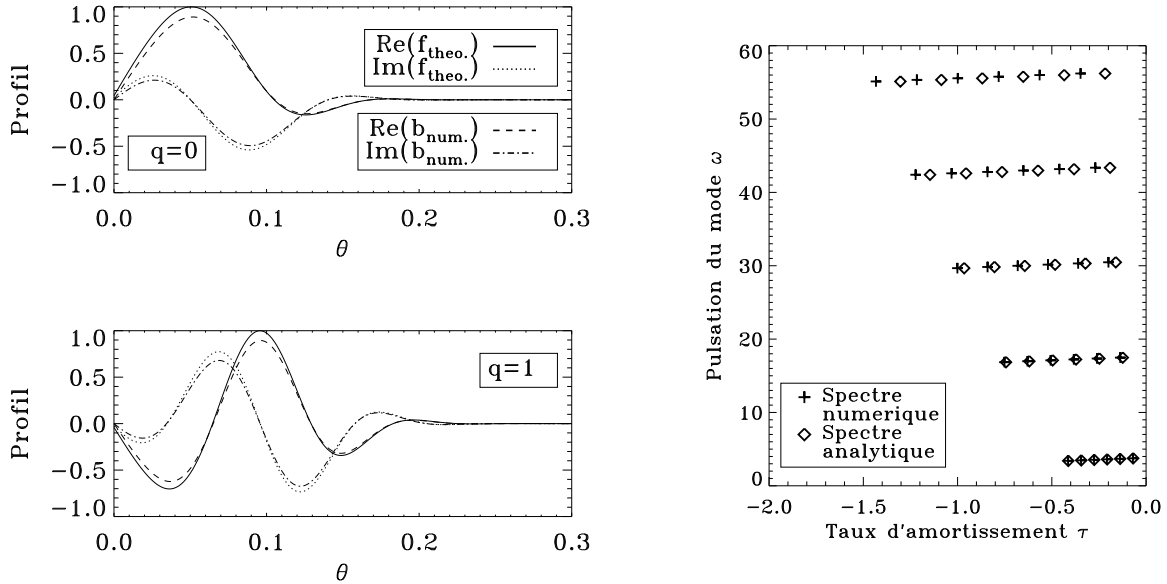 1.0
0.5
0.0
−0.5
−1.0
Profil
Re(f_theo.)
Im(f_theo.)
Re(b_num.)
Im(b_num.)
q=0
0.0 0.1 0.2 0.3
θ
1.0
0.5
0.0
−0.5
−1.0
Profil
q=1
0.0 0.1 0.2 0.3
θ
60
50
40
30
20
10
0
Pulsation du mode ω
Spectre
numerique
Spectre
analytique
−2.0 −1.5 −1.0 −0.5 0.0
Taux d'amortissement τ